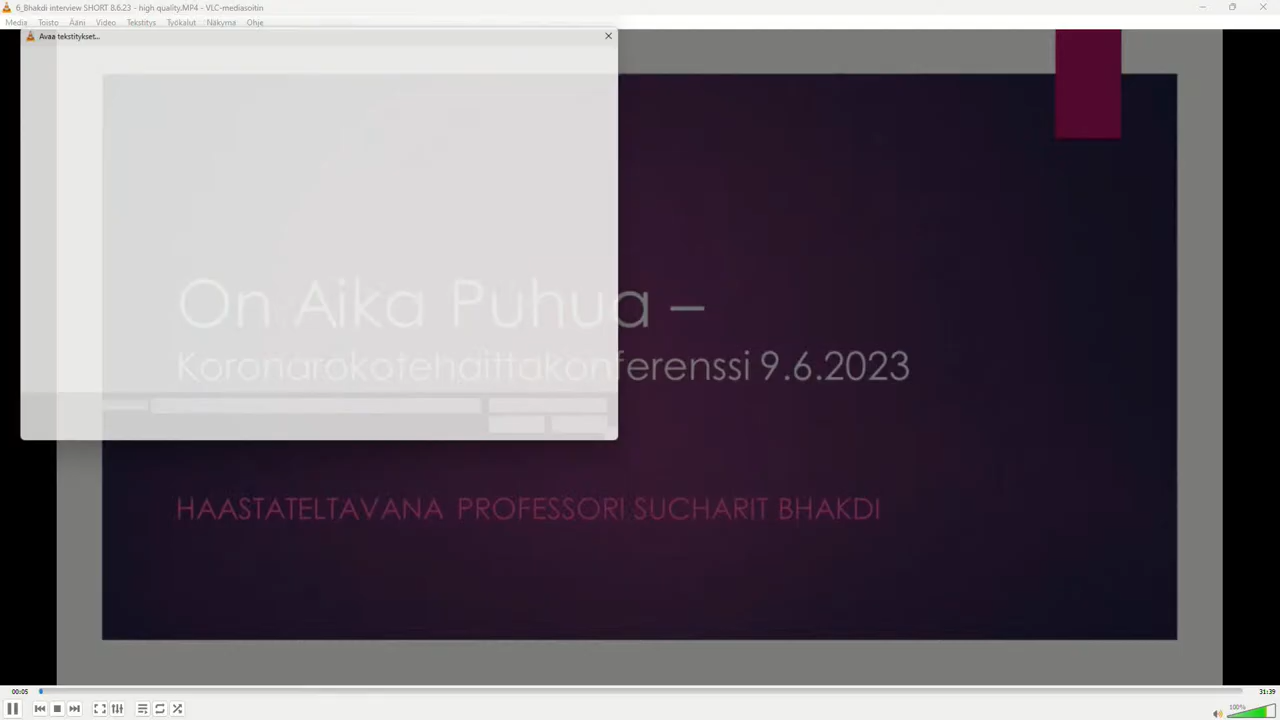 6_Bhakdi interview SHORT 8.6.23 - high quality.MP4 - VLC-mediasoitin
Media Toisto Ääni Video Tekstitys Työkalut Näkymä Ohje
Avaa tekstitykset...
On Aika Puhua –
Koronarokotehaittakonferenssi 9.6.2023
HAASTATELTAVANA PROFESSORI SUCHARIT BHAKDI
00:05
31:39
100%